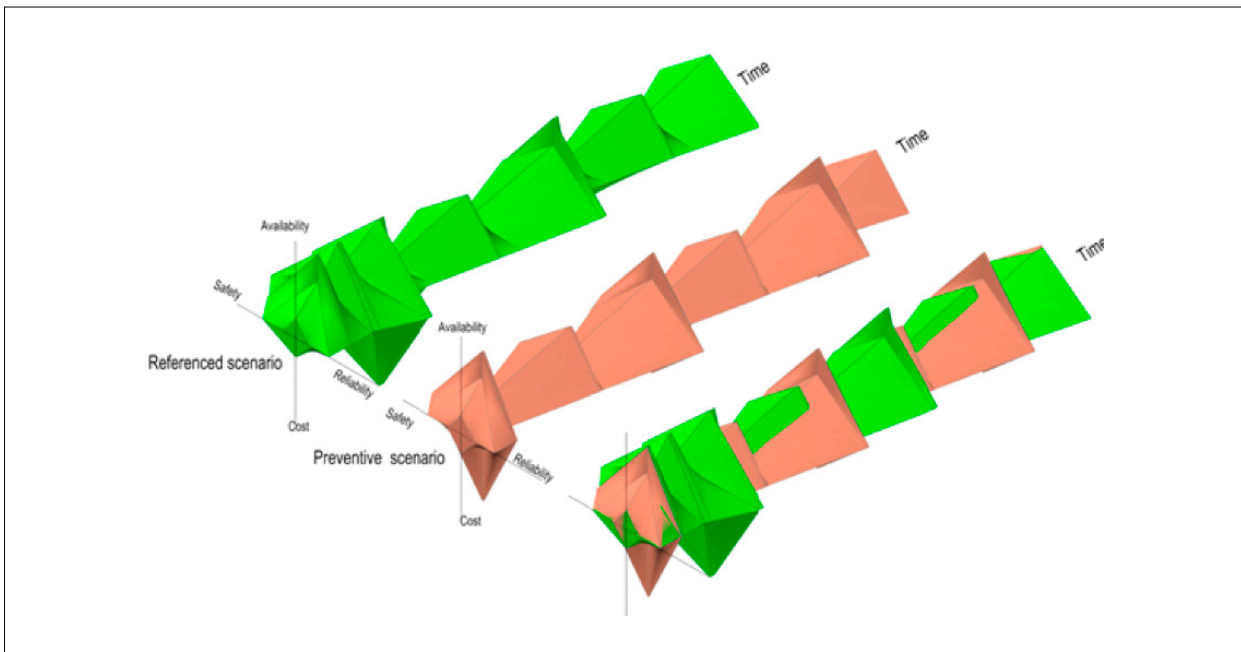 Time
Time
Availability
Safety
Time
Referenced scenario
Availability
Reliability
Safety
Cost
Preventive scenario
Reliability
Cost